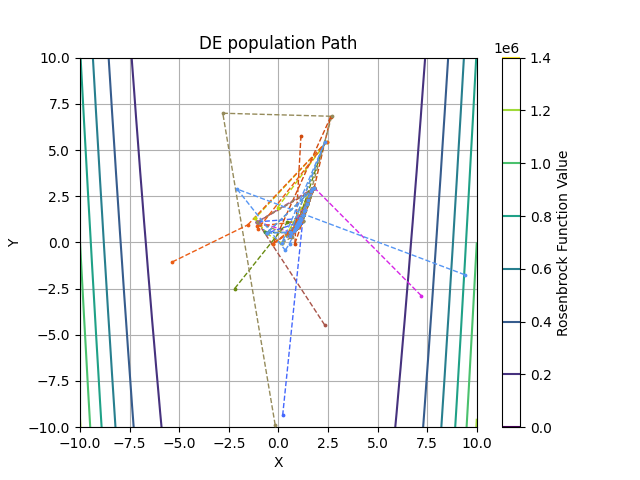 DE population Path
1e6
10.0
7.5
5.0
2.5
0.0
−2.5
−5.0
−7.5
−10.0
Y
−10.0 −7.5 −5.0 −2.5 0.0 2.5 5.0 7.5 10.0
X
1.4
1.2
1.0
0.8
0.6
0.4
0.2
0.0
Rosenbrock Function Value